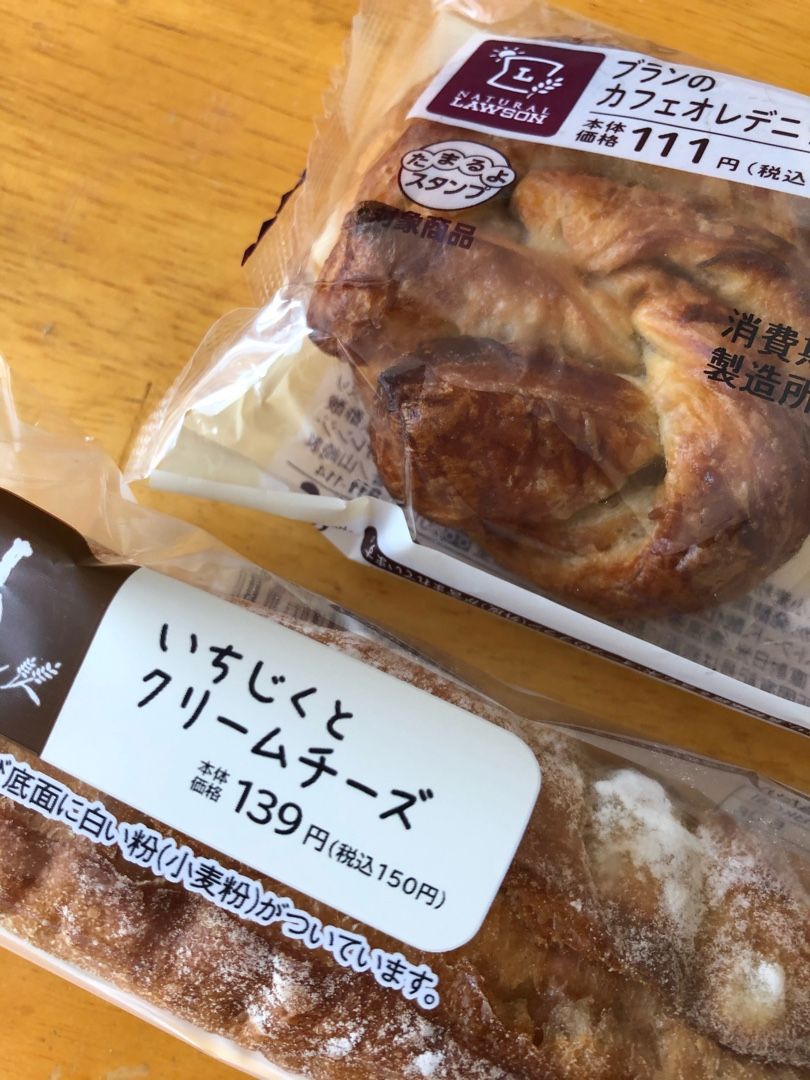 NATURAL
LAWSON
ブランの
カフェオレデニ
本体
価格 111円(税込
たまるよ
スタンプ
対象商品
消費
製造所
いちじくと
クリームチーズ
本体
価格 139円(税込150円)
底面に白い粉(小麦粉)がついています。